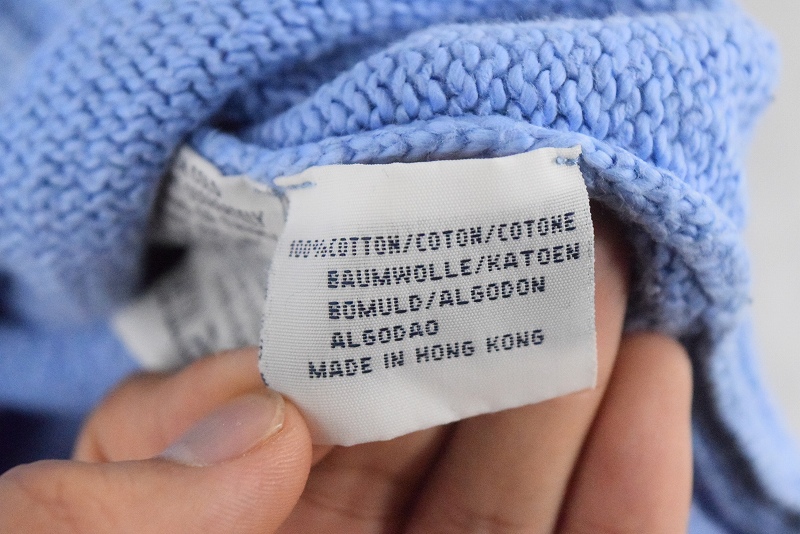 100%COTTON/COTON/COTONE
BAUMWOLLE/KATOEN
BOMULD/ALGODON
ALGODAO
MADE IN HONG KONG